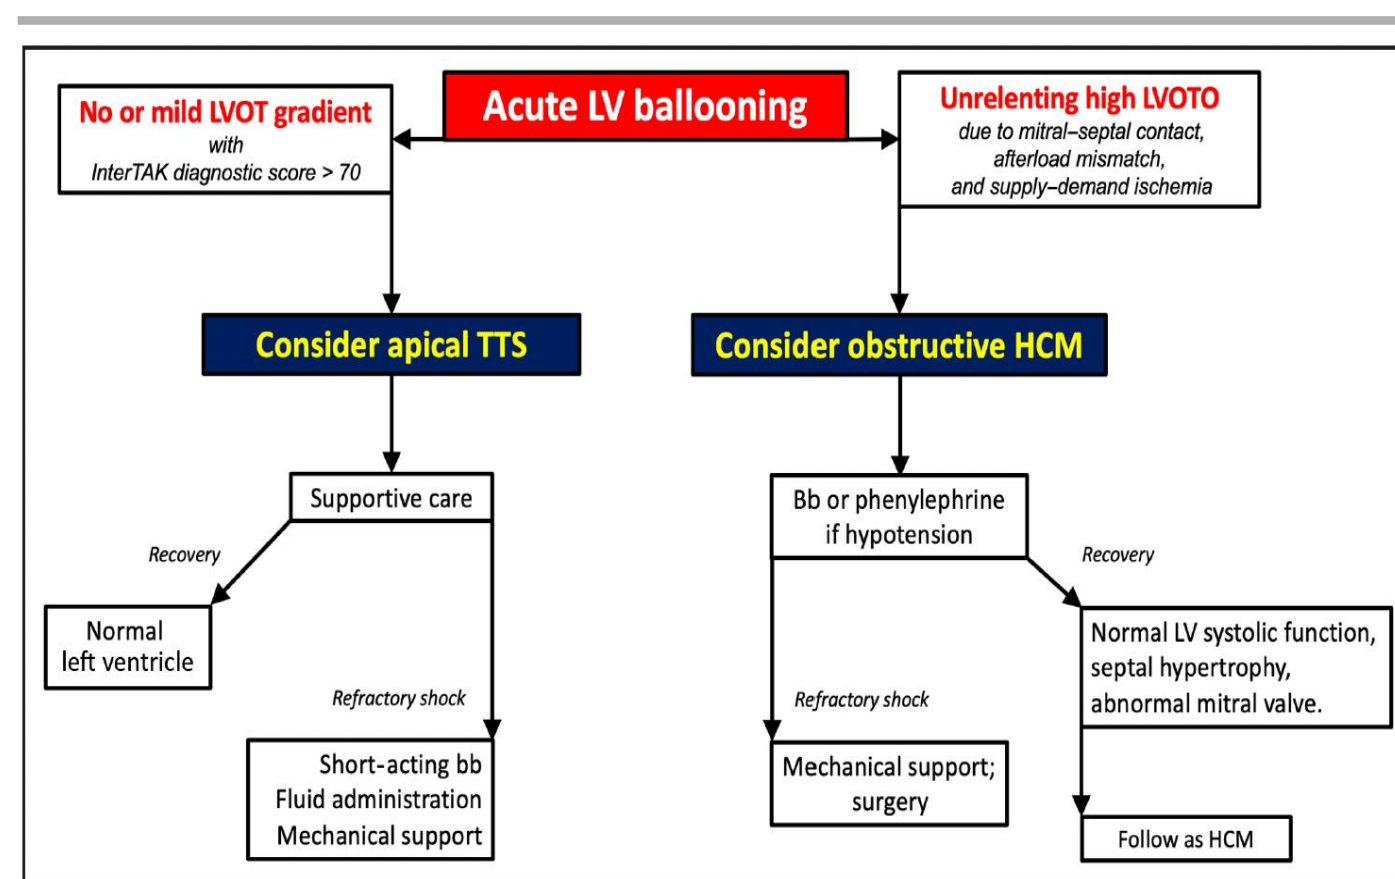 Acute LV ballooning
No or mild LVOT gradient
with
InterTAK diagnostic score > 70
Unrelenting high LVOTO
due to mitral–septal contact,
afterload mismatch,
and supply–demand ischemia
Consider apical TTS
Consider obstructive HCM
Supportive care
Bb or phenylephrine
if hypotension
Recovery
Recovery
Normal
left ventricle
Normal LV systolic function,
septal hypertrophy,
abnormal mitral valve.
Refractory shock
Refractory shock
Short-acting bb
Fluid administration
Mechanical support
Mechanical support;
surgery
Follow as HCM